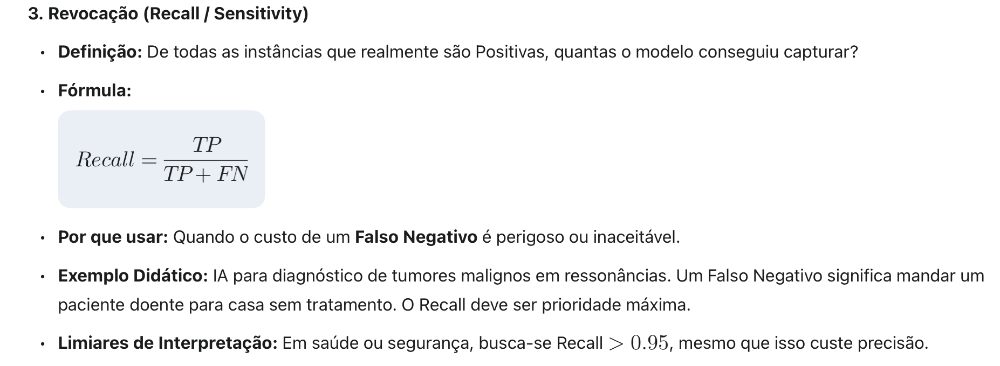 3. Revocação (Recall / Sensitivity)
• Definição: De todas as instâncias que realmente são Positivas, quantas o modelo conseguiu capturar?
• Fórmula:
Recall = TP / (TP + FN)
• Por que usar: Quando o custo de um Falso Negativo é perigoso ou inaceitável.
• Exemplo Didático: IA para diagnóstico de tumores malignos em ressonâncias. Um Falso Negativo significa mandar um
paciente doente para casa sem tratamento. O Recall deve ser prioridade máxima.
• Limiares de Interpretação: Em saúde ou segurança, busca-se Recall > 0.95, mesmo que isso custe precisão.